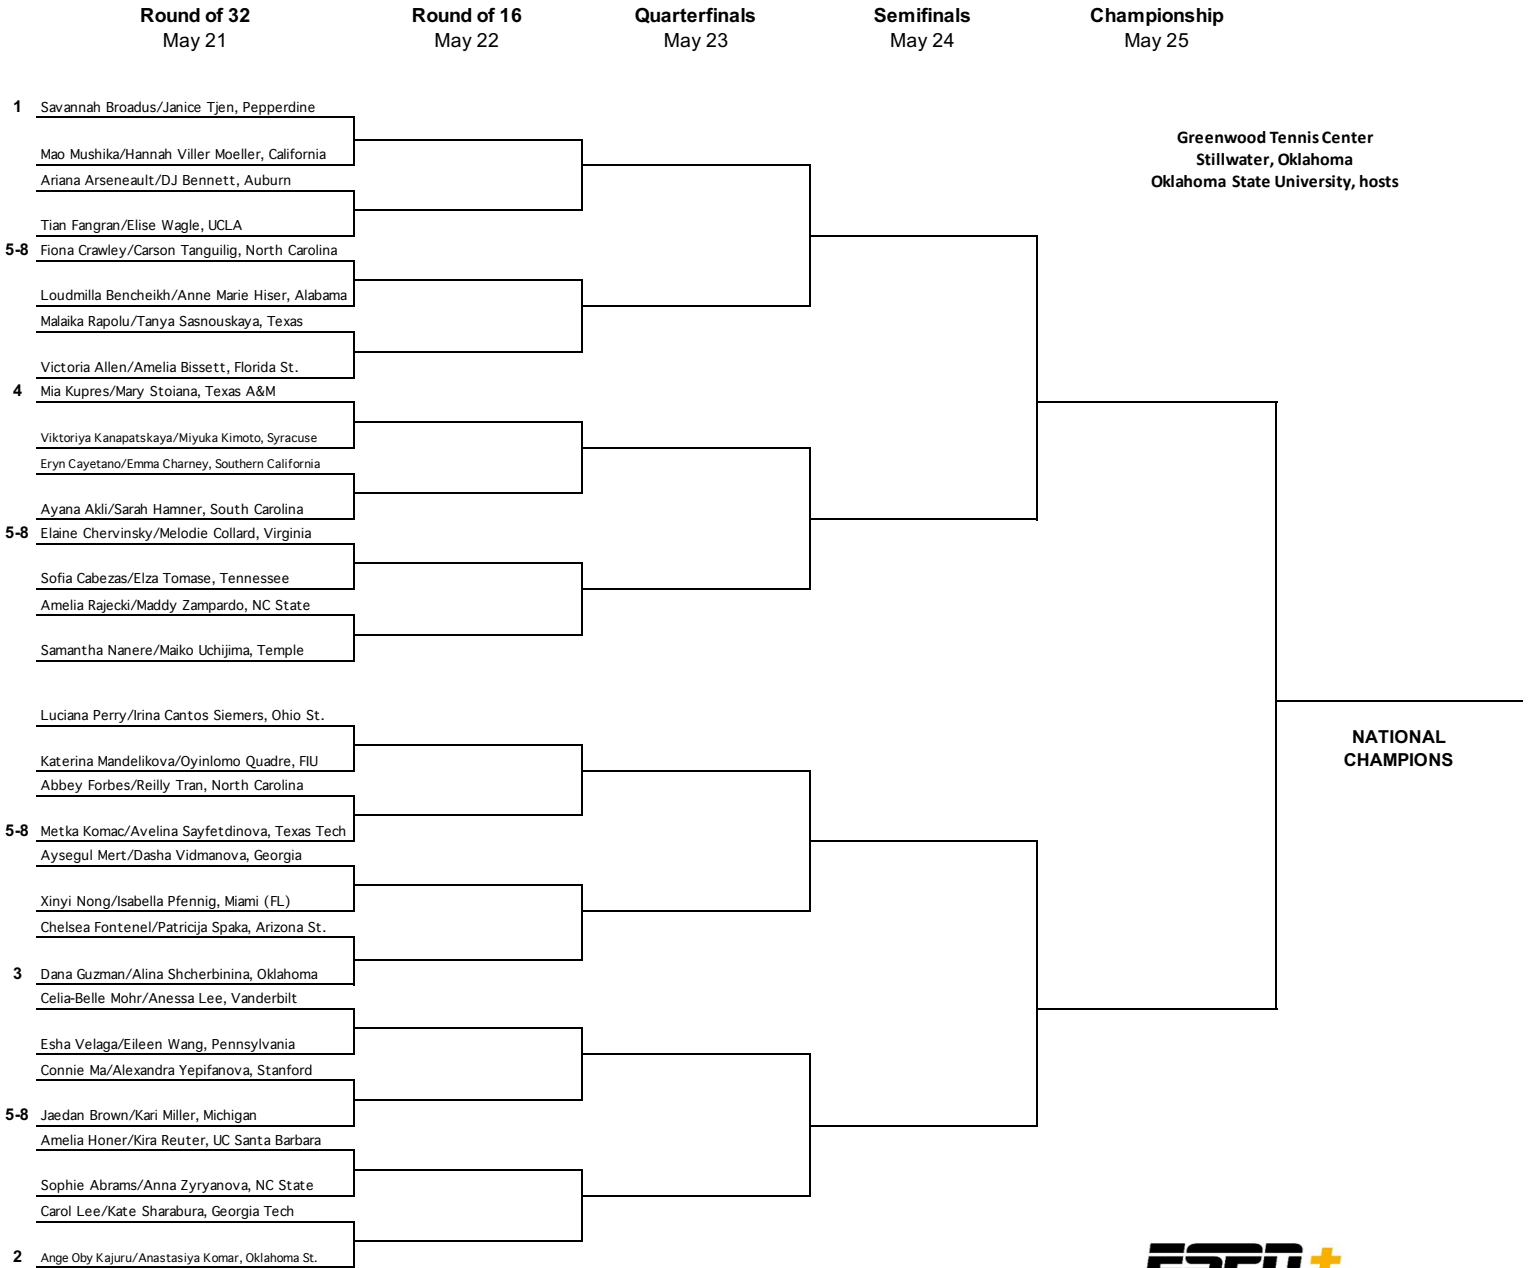 Round of 32 Round of 16 Quarterfinals Semifinals Championship
May 21 May 22 May 23 May 24 May 25
Greenwood Tennis Center
Stillwater, Oklahoma
Oklahoma State University, hosts
1 Savannah Broadus/Janice Tjen, Pepperdine
Mao Mushika/Hannah Viller Moeller, California
Ariana Arseneault/DJ Bennett, Auburn
Tian Fangran/Elise Wagle, UCLA
5-8 Fiona Crawley/Carson Tanguilig, North Carolina
Loudmilla Bencheikh/Anne Marie Hiser, Alabama
Malaika Rapolu/Tanya Sasnouskaya, Texas
Victoria Allen/Amelia Bissett, Florida St.
4 Mia Kupres/Mary Stoiana, Texas A&M
Viktoriya Kanapatskaya/Miyuka Kimoto, Syracuse
Eryn Cayetano/Emma Charney, Southern California
Ayana Akli/Sarah Hamner, South Carolina
5-8 Elaine Chervinsky/Melodie Collard, Virginia
Sofia Cabezas/Elza Tomase, Tennessee
Amelia Rajecki/Maddy Zampardo, NC State
Samantha Nanere/Maiko Uchijima, Temple
Luciana Perry/Irina Cantos Siemers, Ohio St.
Katerina Mandelikova/Oyinlomo Quadre, FIU
Abbey Forbes/Reilly Tran, North Carolina
5-8 Metka Komac/Avelina Sayfetdinova, Texas Tech
Aysegul Mert/Dasha Vidmanova, Georgia
Xinyi Nong/Isabella Pfennig, Miami (FL)
Chelsea Fontenel/Patricija Spaka, Arizona St.
3 Dana Guzman/Alina Shcherbinina, Oklahoma
Celia-Belle Mohr/Anessa Lee, Vanderbilt
Esha Velaga/Eileen Wang, Pennsylvania
Connie Ma/Alexandra Yepifanova, Stanford
5-8 Jaedan Brown/Kari Miller, Michigan
Amelia Honer/Kira Reuter, UC Santa Barbara
Sophie Abrams/Anna Zyryanova, NC State
Carol Lee/Kate Sharabura, Georgia Tech
2 Ange Oby Kajuru/Anastasiya Komar, Oklahoma St.
NATIONAL
CHAMPIONS
ESPN+